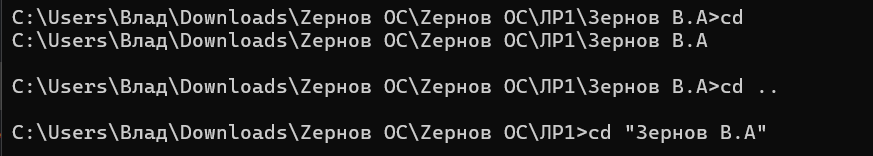 C:\Users\Влад\Downloads\Zернов ОС\Zернов ОС\ЛР1\Зернов В.А>cd
C:\Users\Влад\Downloads\Zернов ОС\Zернов ОС\ЛР1\Зернов В.А
C:\Users\Влад\Downloads\Zернов ОС\Zернов ОС\ЛР1\Зернов В.А>cd ..
C:\Users\Влад\Downloads\Zернов ОС\Zернов ОС\ЛР1>cd "Зернов В.А"